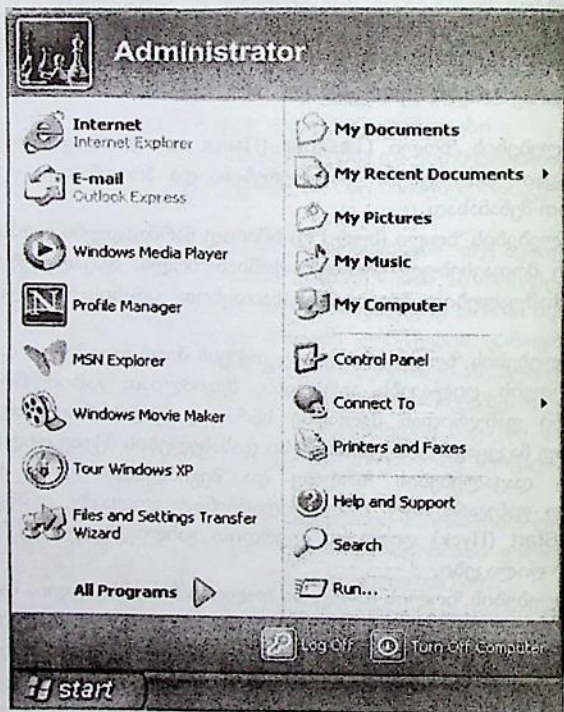 Administrator
Internet
Internet Explorer
E-mail
Outlook Express
Windows Media Player
Profile Manager
MSN Explorer
Windows Movie Maker
Tour Windows XP
Files and Settings Transfer
Wizard
All Programs
My Documents
My Recent Documents
My Pictures
My Music
My Computer
Control Panel
Connect To
Printers and Faxes
Help and Support
Search
Run...
Log Off
Turn Off Computer
start